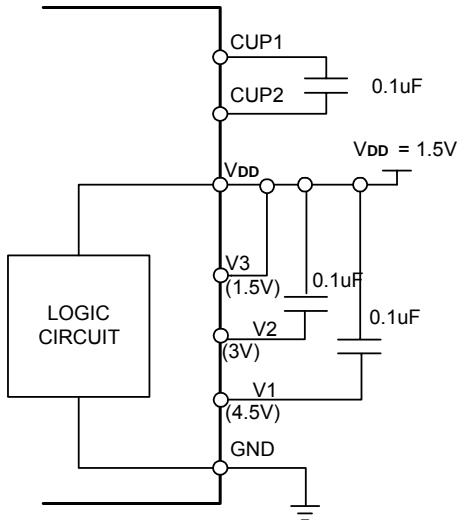 CUP1
CUP2
0.1uF
VDD = 1.5V
VDD
V3
(1.5V)
0.1uF
V2
(3V)
0.1uF
LOGIC
CIRCUIT
V1
(4.5V)
GND